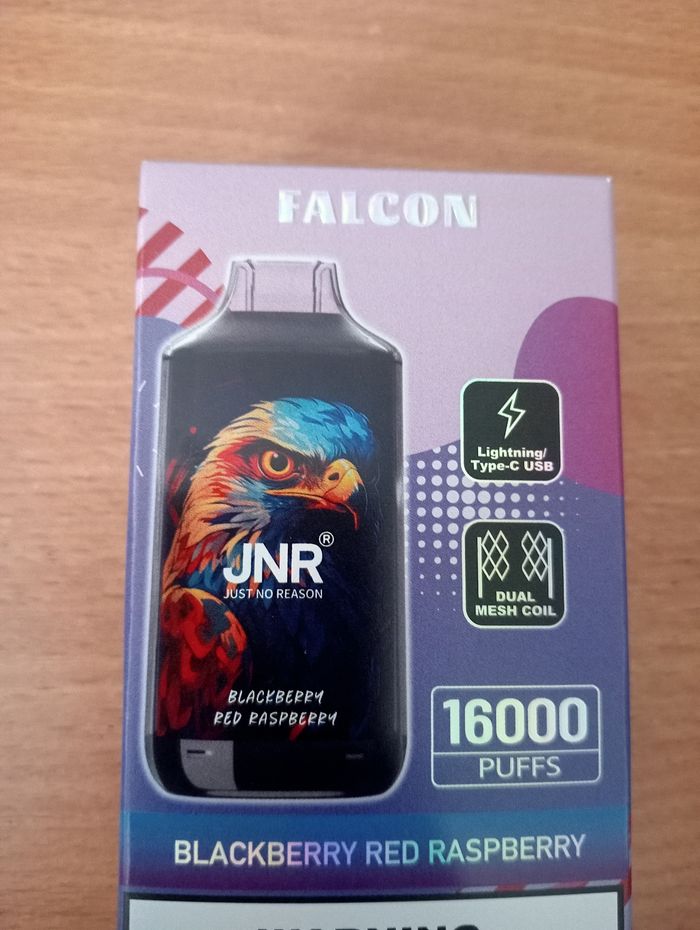 FALCON
Lightning/
Type-C USB
JNR®
JUST NO REASON
DUAL
MESH COIL
BLACKBERRY
RED RASPBERRY
16000
PUFFS
BLACKBERRY RED RASPBERRY
WARNING